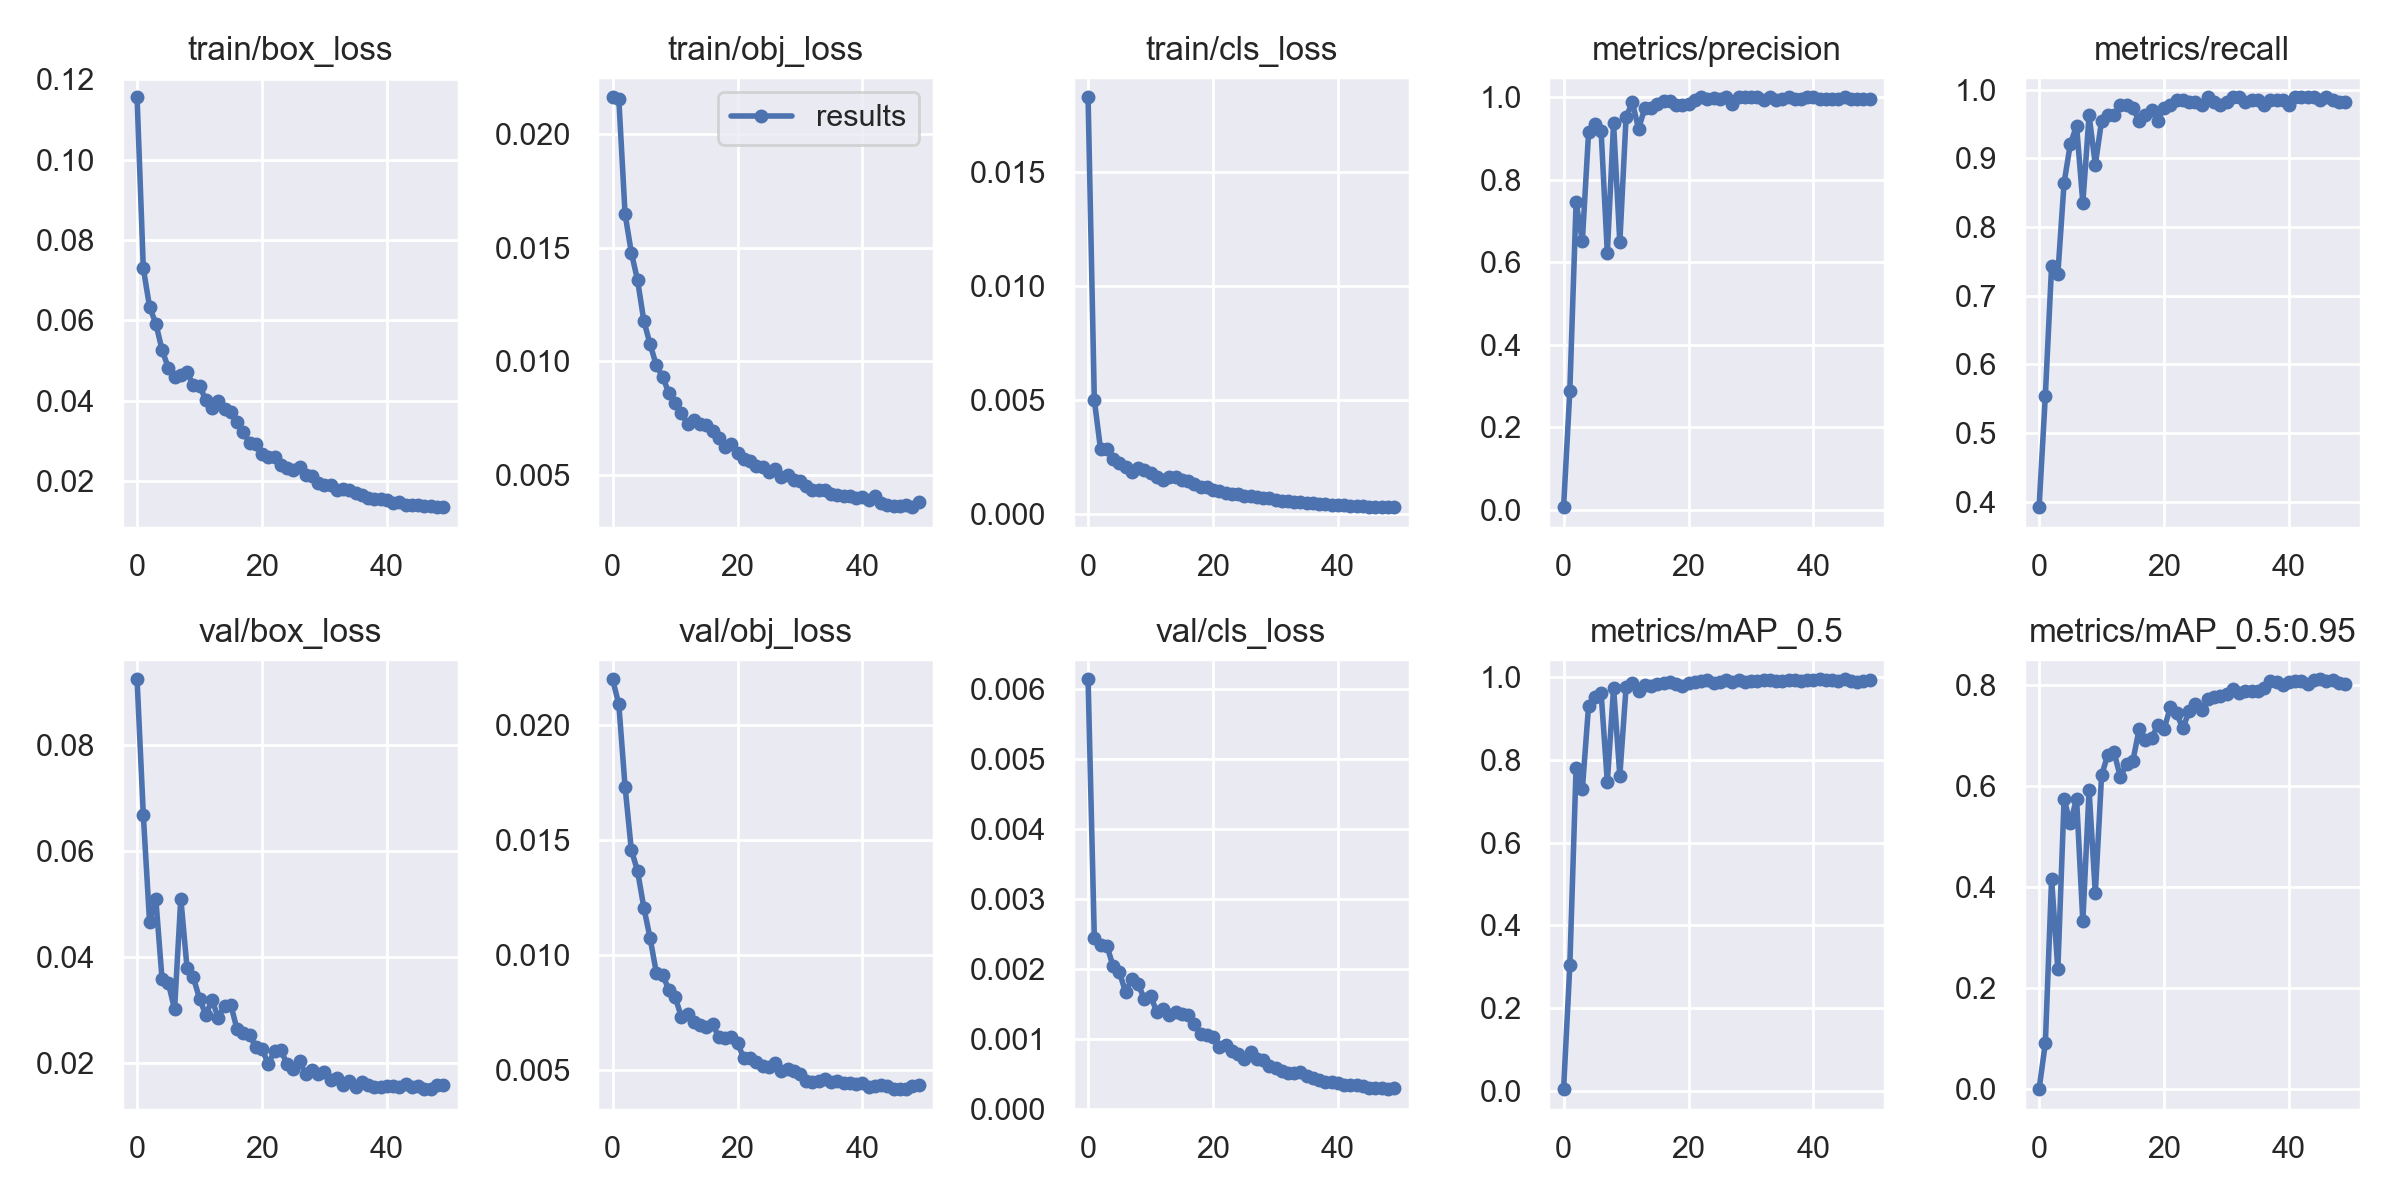 train/box_loss
0.12
0.10
0.08
0.06
0.04
0.02
0 20 40
train/obj_loss
results
0.020
0.015
0.010
0.005
0 20 40
train/cls_loss
0.015
0.010
0.005
0.000
0 20 40
metrics/precision
1.0
0.8
0.6
0.4
0.2
0.0
0 20 40
metrics/recall
1.0
0.9
0.8
0.7
0.6
0.5
0.4
0 20 40
val/box_loss
0.08
0.06
0.04
0.02
0 20 40
val/obj_loss
0.020
0.015
0.010
0.005
0 20 40
val/cls_loss
0.006
0.005
0.004
0.003
0.002
0.001
0.000
0 20 40
metrics/mAP_0.5
1.0
0.8
0.6
0.4
0.2
0.0
0 20 40
metrics/mAP_0.5:0.95
0.8
0.6
0.4
0.2
0.0
0 20 40